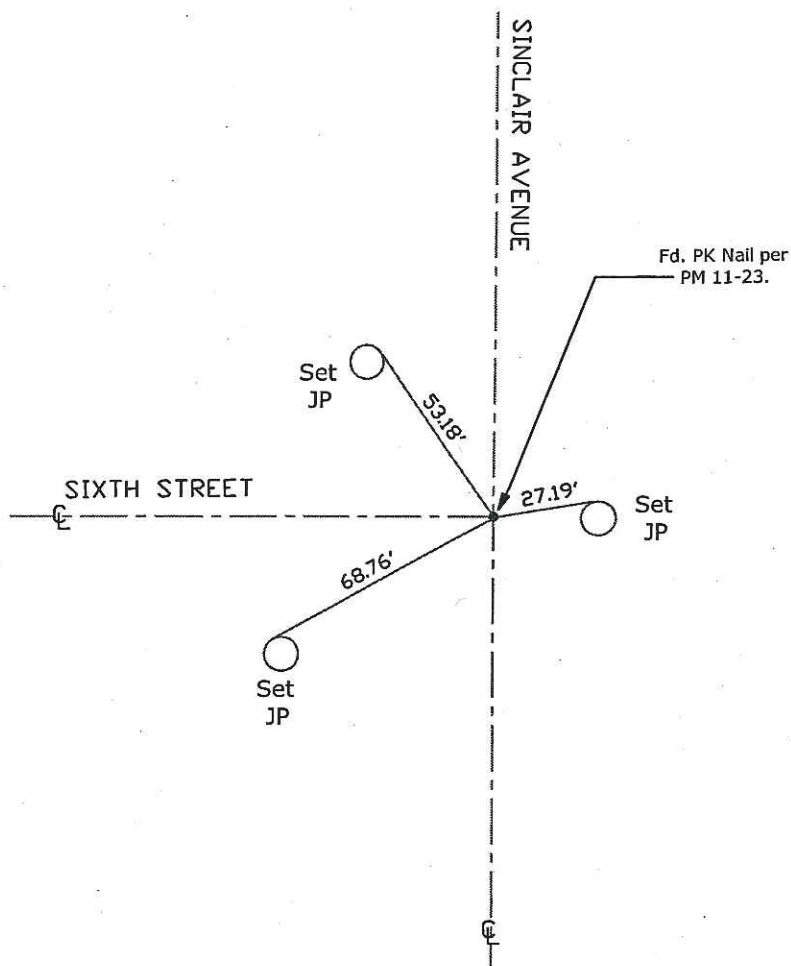 SINCLAIR AVENUE
Fd. PK Nail per
PM 11-23.
Set
JP
53.18'
SIXTH STREET
27.19'
Set
JP
℄
68.76'
Set
JP
℄